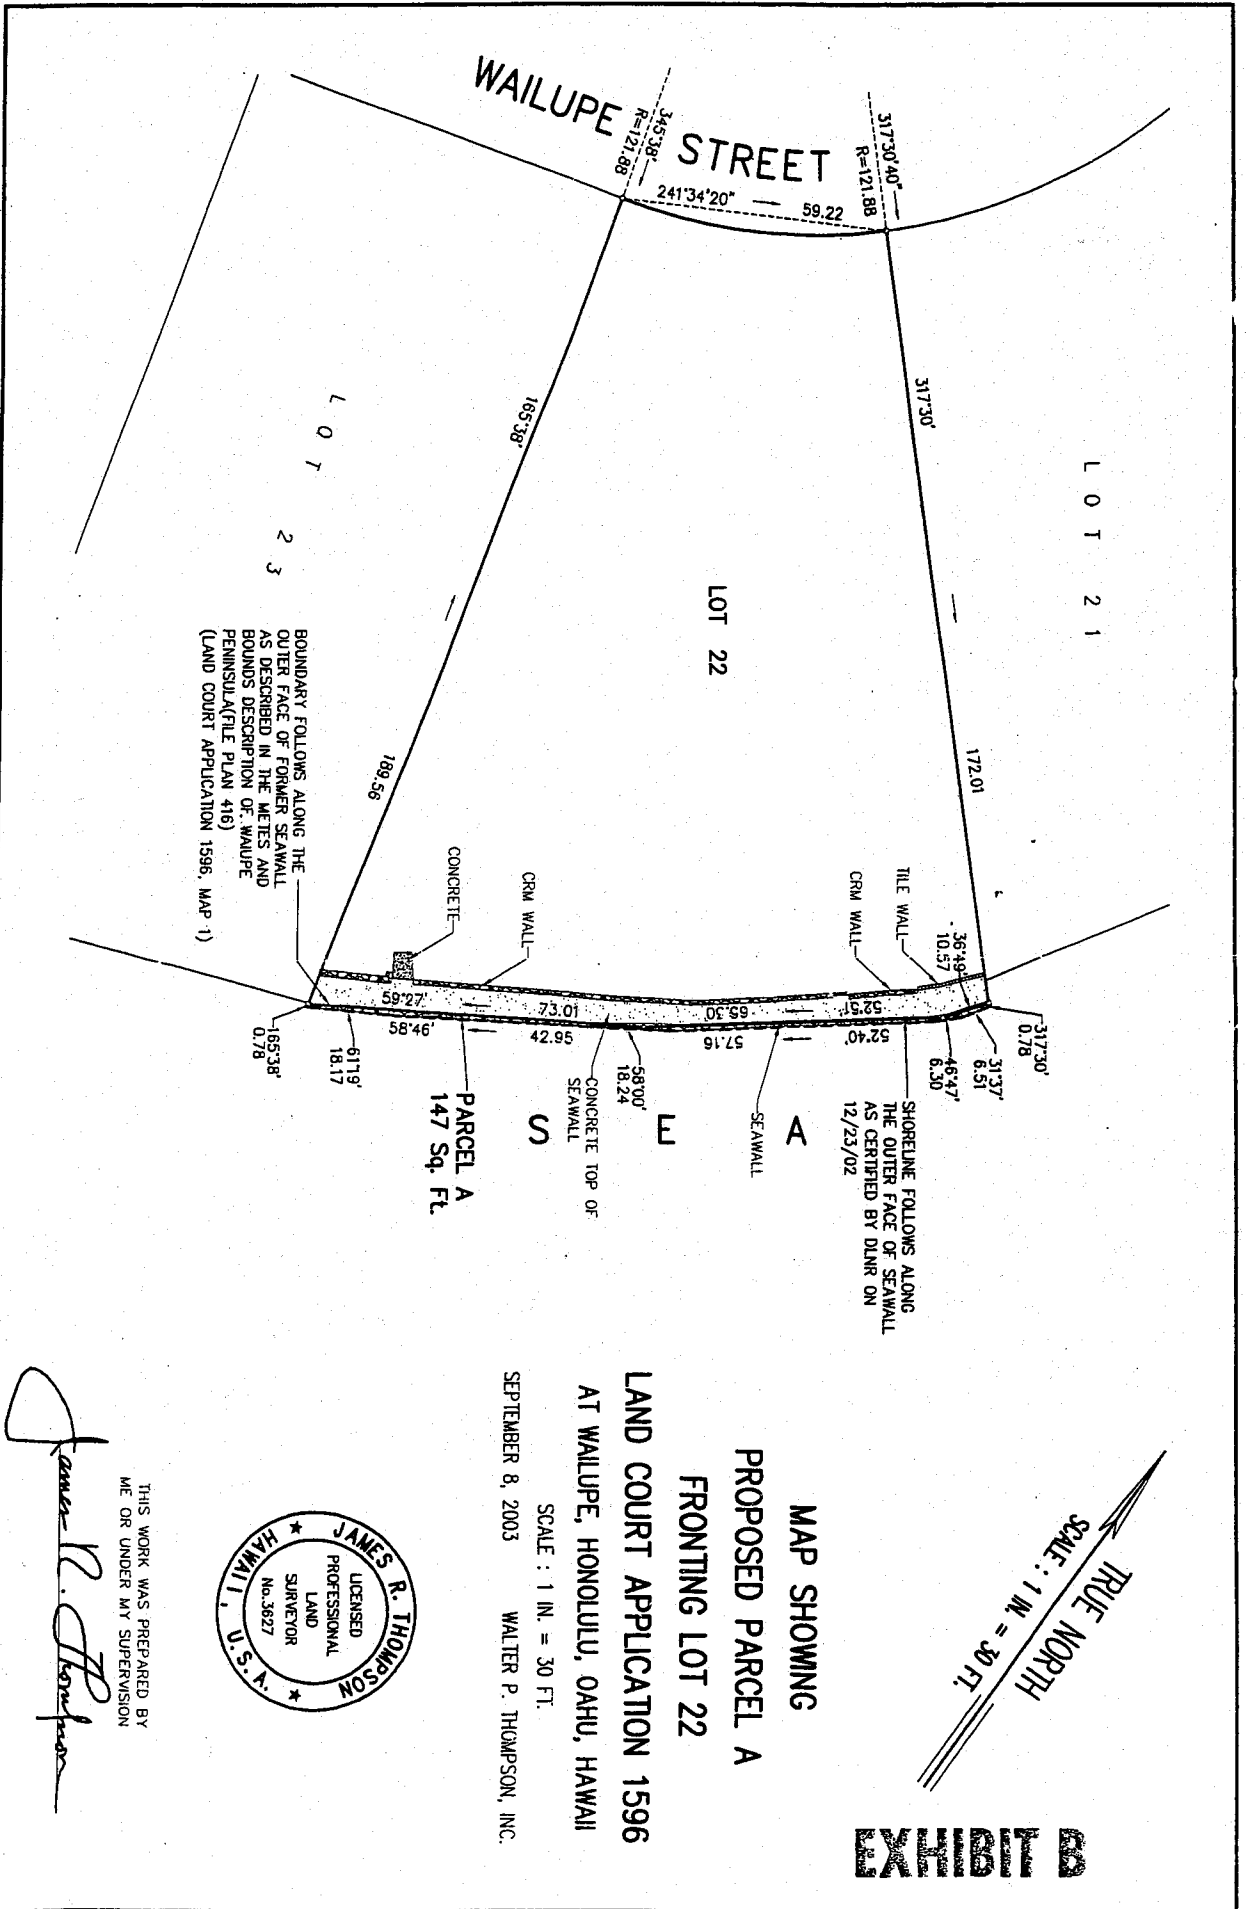 WAILUPE STREET
317°30'40"
R=121.88
345°38'
R=121.88
241°34'20"
59.22
LOT 21
317°30'
172.01
LOT 22
165°38'
189.56
LOT 23
BOUNDARY FOLLOWS ALONG THE
OUTER FACE OF FORMER SEAWALL
AS DESCRIBED IN THE METES AND
BOUNDS DESCRIPTION OF WAIUPE
PENINSULA(FILE PLAN 416)
(LAND COURT APPLICATION 1596, MAP 1)
TILE WALL
CRM WALL
CRM WALL
CONCRETE
36°49'
10.57
52°51'
65.30
73.01
59°27'
317°30'
0.78
31°37'
6.51
46°47'
6.30
52°40'
57.16
58°00'
18.24
42.95
58°46'
61°19'
18.17
165°38'
0.78
SHORELINE FOLLOWS ALONG
THE OUTER FACE OF SEAWALL
AS CERTIFIED BY DLNR ON
12/23/02
SEAWALL
CONCRETE TOP OF
SEAWALL
SEA
PARCEL A
147 Sq. Ft.
TRUE NORTH
SCALE : 1 IN. = 30 FT.
MAP SHOWING
PROPOSED PARCEL A
FRONTING LOT 22
LAND COURT APPLICATION 1596
AT WAILUPE, HONOLULU, OAHU, HAWAII
SCALE : 1 IN. = 30 FT.
SEPTEMBER 8, 2003 WALTER P. THOMPSON, INC.
JAMES R. THOMPSON
LICENSED
PROFESSIONAL
LAND
SURVEYOR
No.3627
★ HAWAII, U.S.A. ★
THIS WORK WAS PREPARED BY
ME OR UNDER MY SUPERVISION
James R. Thompson
EXHIBIT B